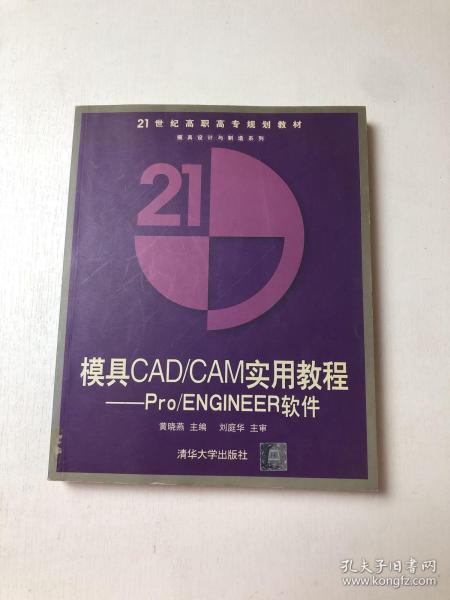 21世纪高职高专规划教材
模具设计与制造系列
21
模具CAD/CAM实用教程
——Pro/ENGINEER软件
黄晓燕 主编 刘庭华 主审
清华大学出版社
孔夫子旧书网
www.kongfz.com